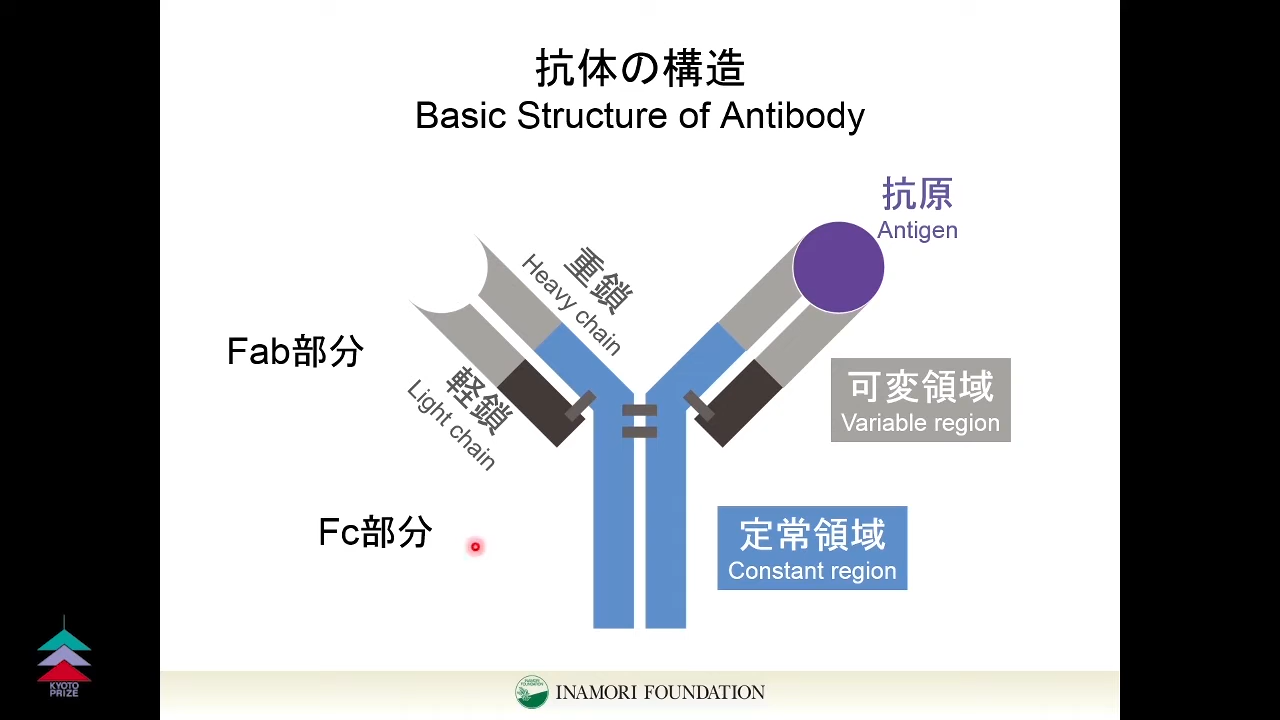 抗体の構造
Basic Structure of Antibody
抗原
Antigen
重鎖
Heavy chain
Fab部分
軽鎖
Light chain
可変領域
Variable region
Fc部分
定常領域
Constant region
KYOTO
PRIZE
INAMORI FOUNDATION